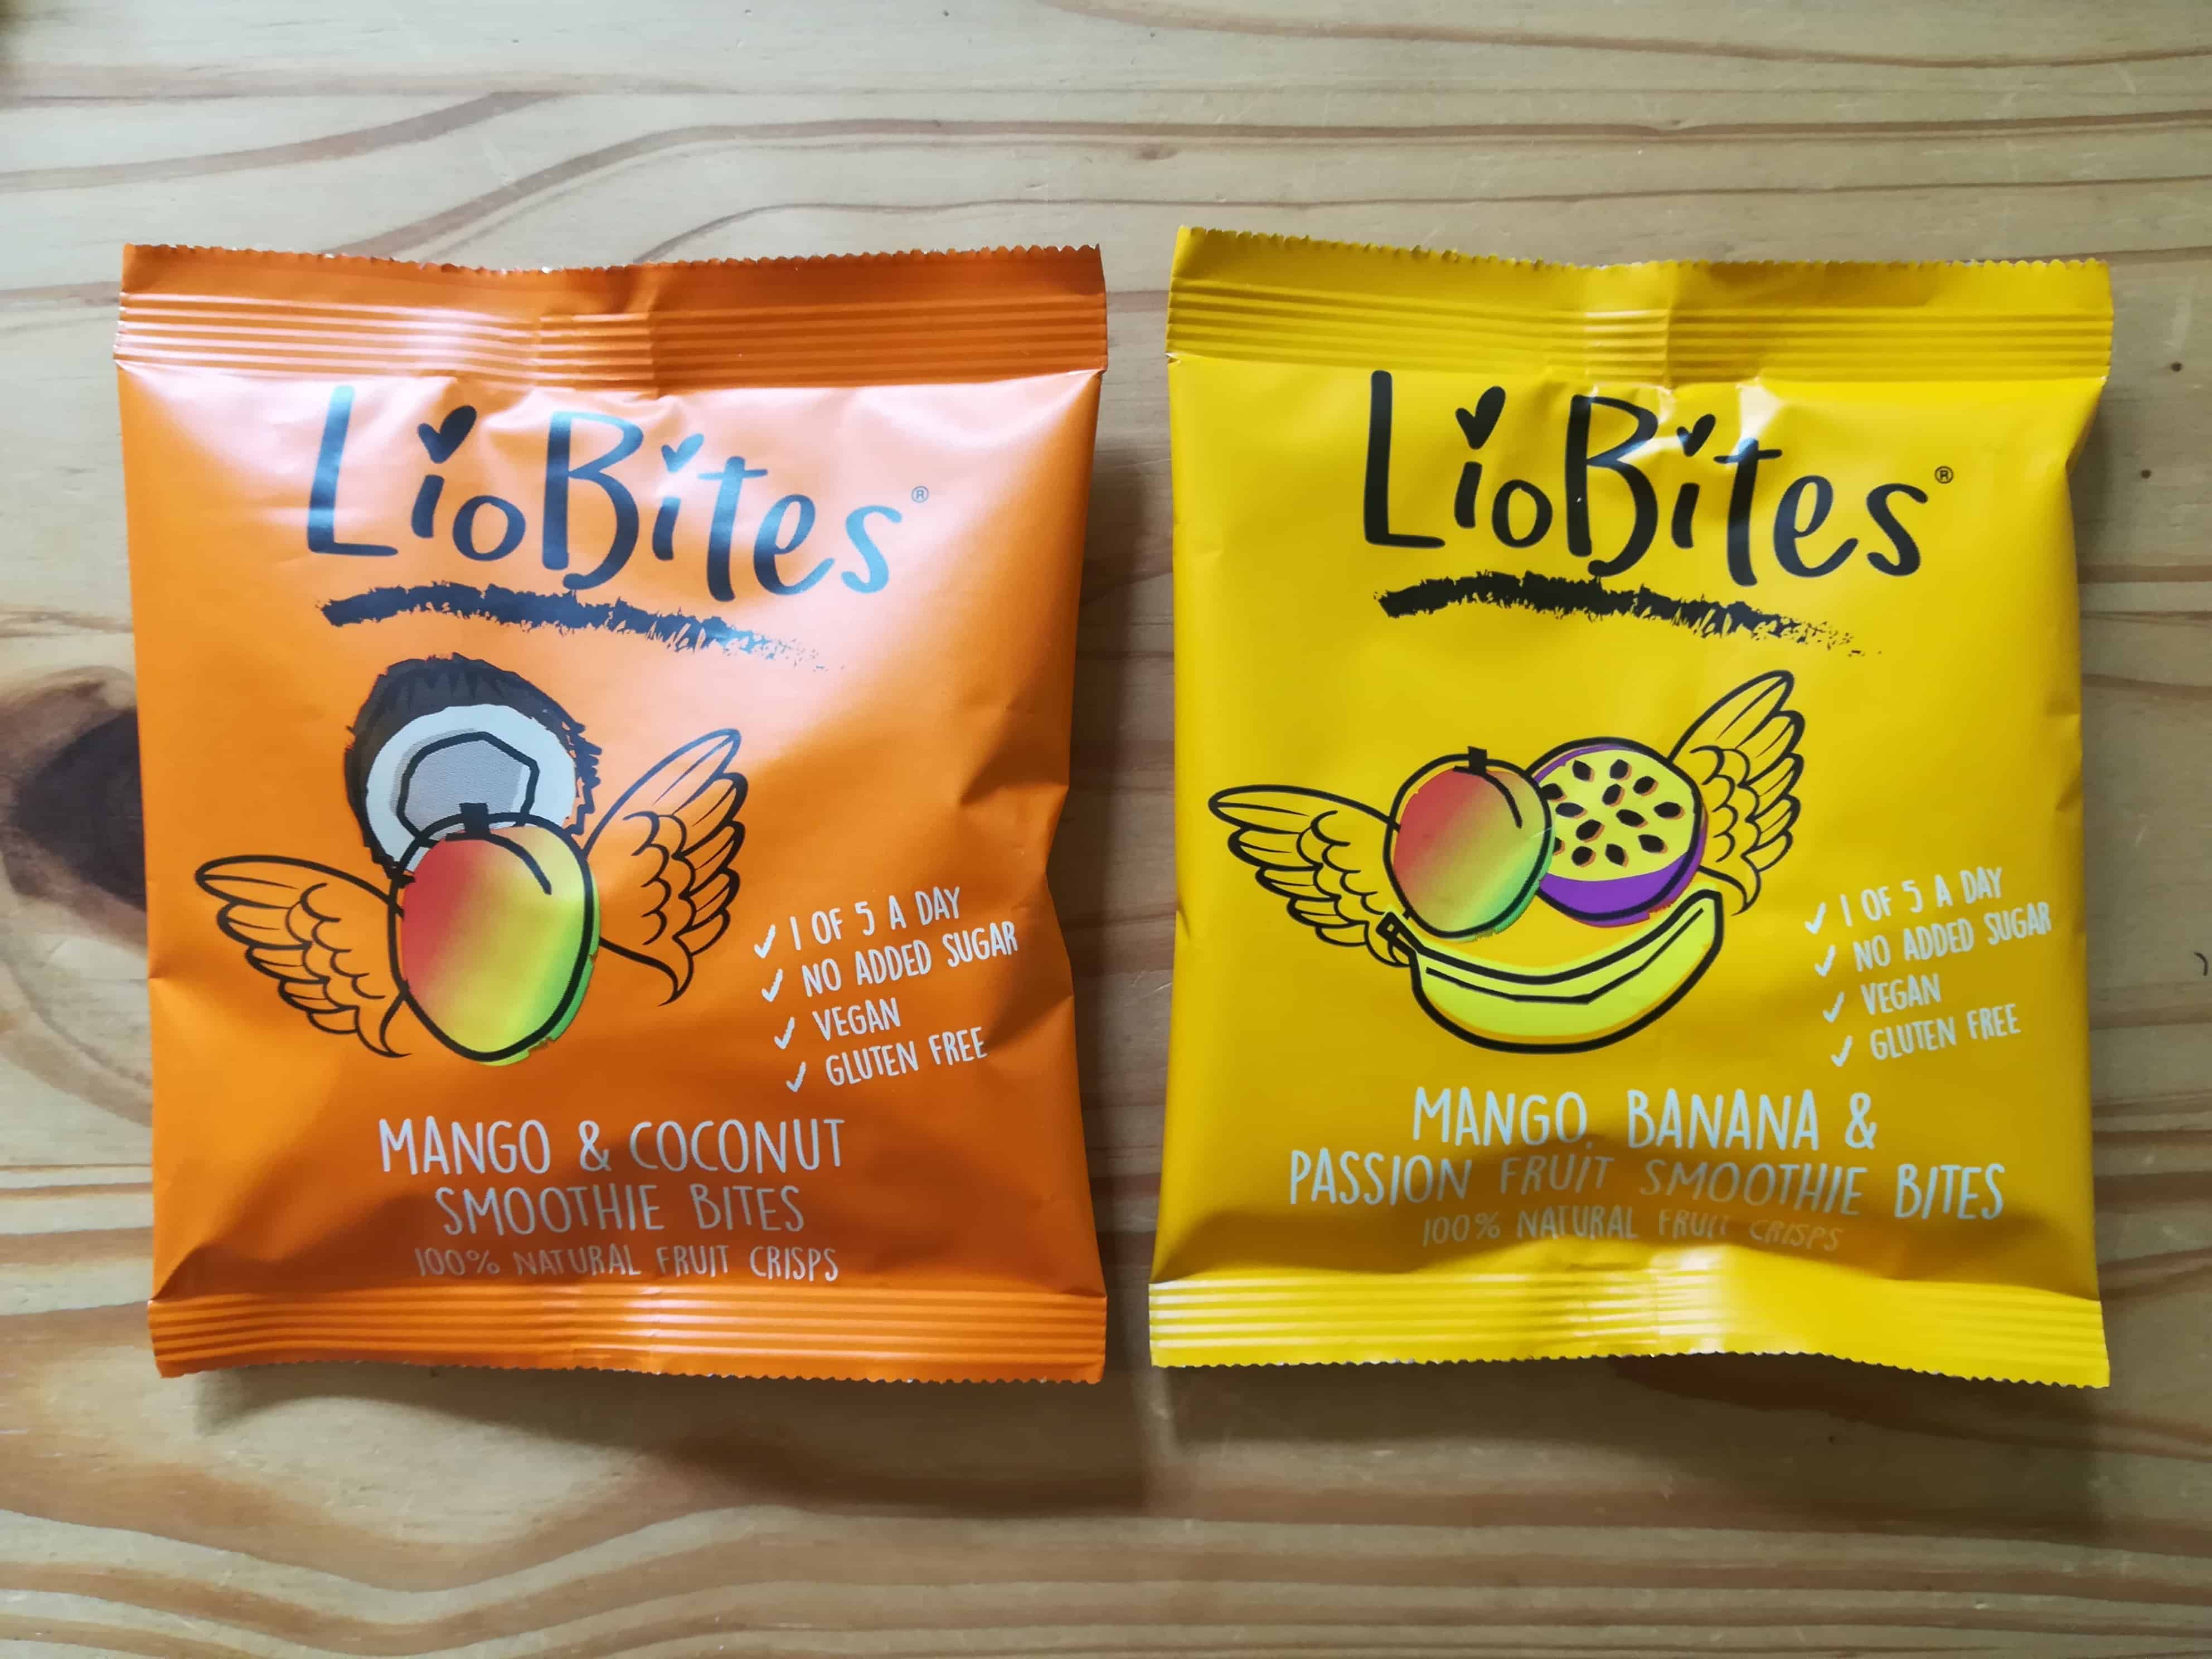 LioBites®
✓ 1 OF 5 A DAY
✓ NO ADDED SUGAR
✓ VEGAN
✓ GLUTEN FREE
MANGO & COCONUT
SMOOTHIE BITES
100% NATURAL FRUIT CRISPS
LioBites®
✓ 1 OF 5 A DAY
✓ NO ADDED SUGAR
✓ VEGAN
✓ GLUTEN FREE
MANGO, BANANA &
PASSION FRUIT SMOOTHIE BITES
100% NATURAL FRUIT CRISPS